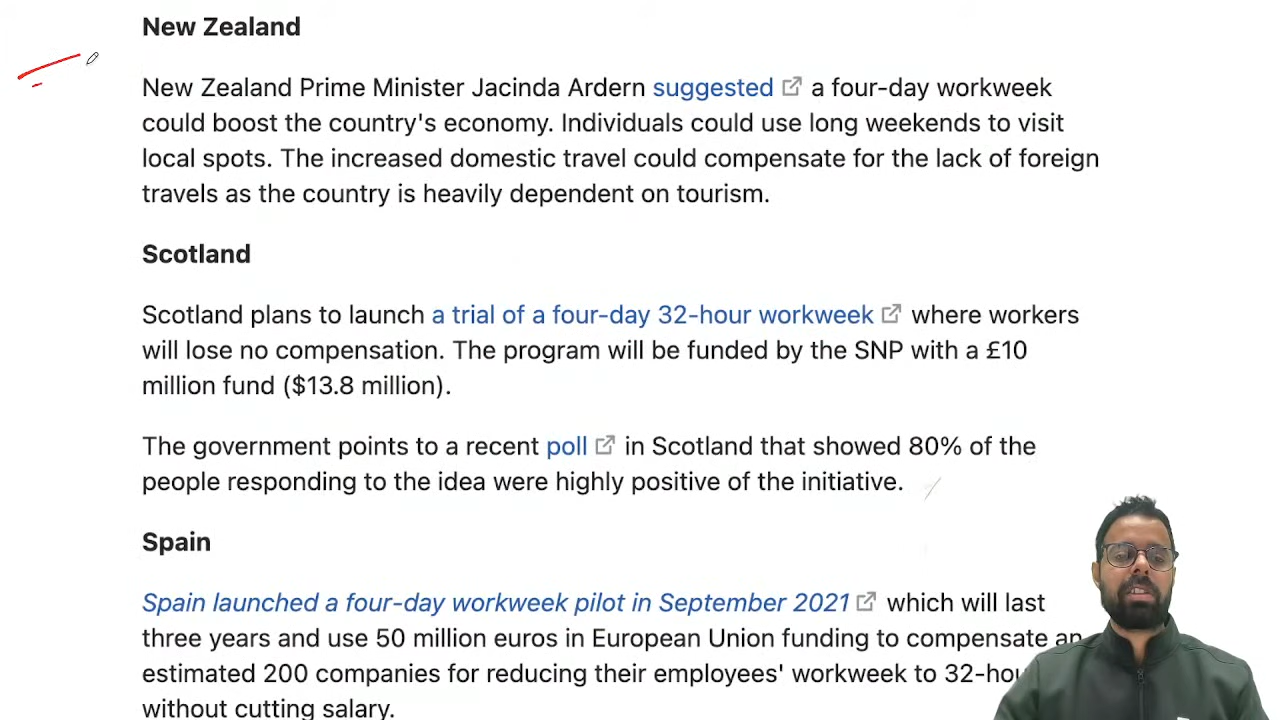 New Zealand
New Zealand Prime Minister Jacinda Ardern suggested a four-day workweek
could boost the country's economy. Individuals could use long weekends to visit
local spots. The increased domestic travel could compensate for the lack of foreign
travels as the country is heavily dependent on tourism.
Scotland
Scotland plans to launch a trial of a four-day 32-hour workweek where workers
will lose no compensation. The program will be funded by the SNP with a £10
million fund ($13.8 million).
The government points to a recent poll in Scotland that showed 80% of the
people responding to the idea were highly positive of the initiative.
Spain
Spain launched a four-day workweek pilot in September 2021 which will last
three years and use 50 million euros in European Union funding to compensate an
estimated 200 companies for reducing their employees' workweek to 32-hou
without cutting salary.